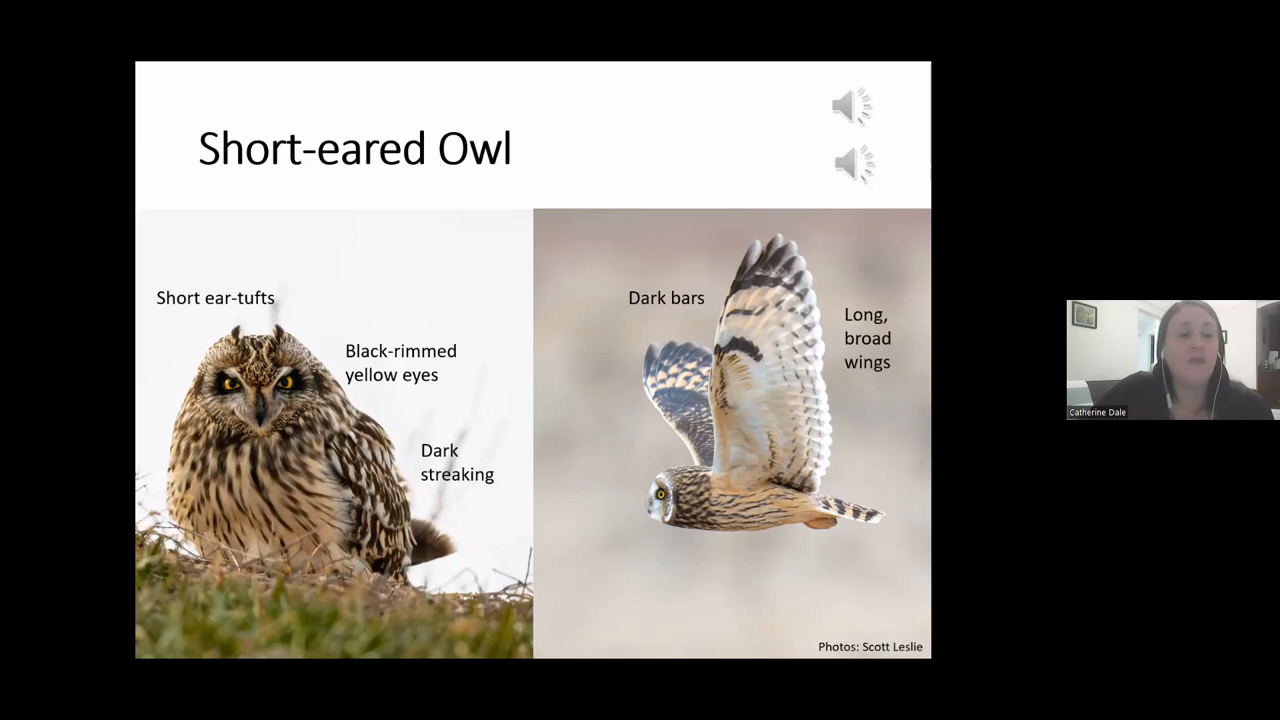 Short-eared Owl
Short ear-tufts
Black-rimmed
yellow eyes
Dark
streaking
Dark bars
Long,
broad
wings
Photos: Scott Leslie
Catherine Dale